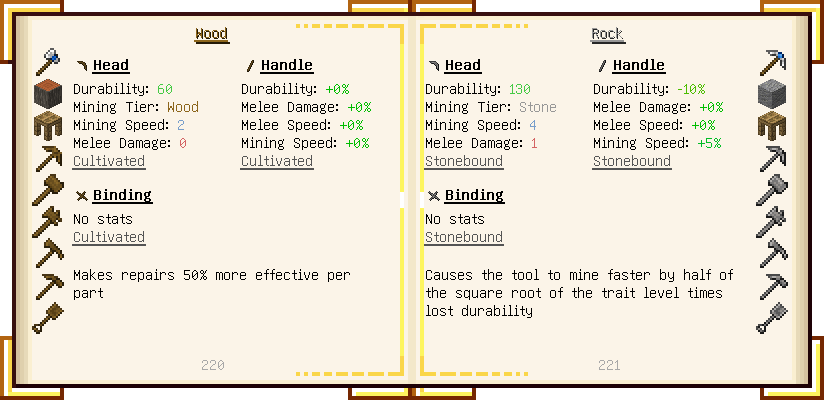 Wood
Head
Durability: 60
Mining Tier: Wood
Mining Speed: 2
Melee Damage: 0
Cultivated
Handle
Durability: +0%
Melee Damage: +0%
Melee Speed: +0%
Mining Speed: +0%
Cultivated
Binding
No stats
Cultivated
Makes repairs 50% more effective per
part
220
Rock
Head
Durability: 130
Mining Tier: Stone
Mining Speed: 4
Melee Damage: 1
Stonebound
Handle
Durability: -10%
Melee Damage: +0%
Melee Speed: +0%
Mining Speed: +5%
Stonebound
Binding
No stats
Stonebound
Causes the tool to mine faster by half of
the square root of the trait level times
lost durability
221